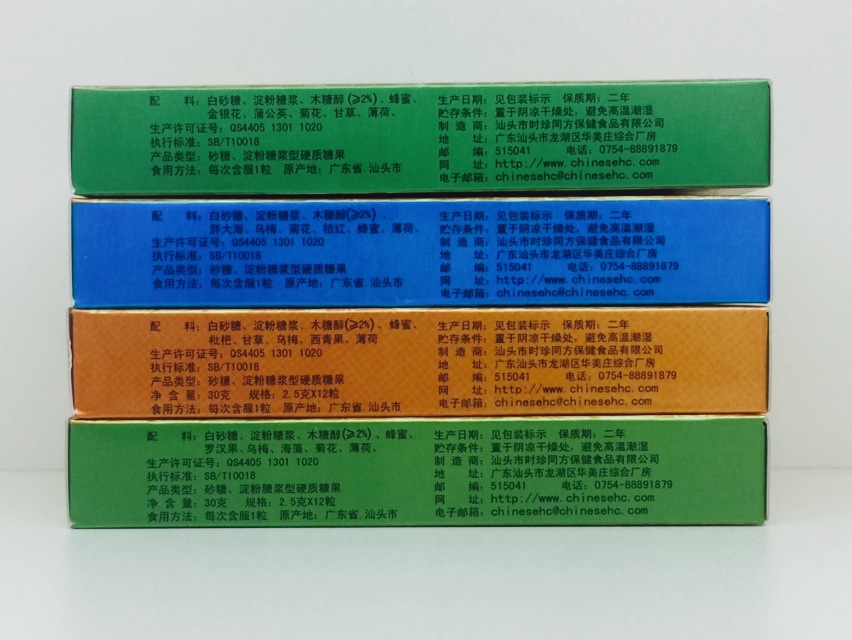 配 料：白砂糖、淀粉糖浆、木糖醇(≥2%)、蜂蜜、
金银花、蒲公英、菊花、甘草、薄荷、
生产许可证号：QS4405 1301 1020
执行标准：SB/T10018
产品类型：砂糖、淀粉糖浆型硬质糖果
食用方法：每次含服1粒 原产地：广东省.汕头市
生产日期：见包装标示 保质期：二年
贮存条件：置于阴凉干燥处，避免高温潮湿
制 造 商：汕头市时珍同方保健食品有限公司
地 址：广东汕头市龙湖区华美庄综合厂房
邮 编：515041 电话：0754-88891879
网 址：http://www.chinesehc.com
电子邮箱：chinesehc@chinesehc.com
配 料：白砂糖、淀粉糖浆、木糖醇(≥2%)、
胖大海、乌梅、菊花、桔红、蜂蜜、薄荷、
生产许可证号：QS4405 1301 1020
执行标准：SB/T10018
产品类型：砂糖、淀粉糖浆型硬质糖果
食用方法：每次含服1粒 原产地：广东省.汕头市
生产日期：见包装标示 保质期：二年
贮存条件：置于阴凉干燥处，避免高温潮湿
制 造 商：汕头市时珍同方保健食品有限公司
地 址：广东汕头市龙湖区华美庄综合厂房
邮 编：515041 电话：0754-88891879
网 址：http://www.chinesehc.com
电子邮箱：chinesehc@chinesehc.com
配 料：白砂糖、淀粉糖浆、木糖醇(≥2%)、蜂蜜、
枇杷、甘草、乌梅、西青果、薄荷
生产许可证号：QS4405 1301 1020
执行标准：SB/T10018
产品类型：砂糖、淀粉糖浆型硬质糖果
净 含 量：30克 规格：2.5克X12粒
食用方法：每次含服1粒 原产地：广东省.汕头市
生产日期：见包装标示 保质期：二年
贮存条件：置于阴凉干燥处，避免高温潮湿
制 造 商：汕头市时珍同方保健食品有限公司
地 址：广东汕头市龙湖区华美庄综合厂房
邮 编：515041 电话：0754-88891879
网 址：http://www.chinesehc.com
电子邮箱：chinesehc@chinesehc.com
配 料：白砂糖、淀粉糖浆、木糖醇(≥2%)、蜂蜜、
罗汉果、乌梅、海藻、菊花、薄荷、
生产许可证号：QS4405 1301 1020
执行标准：SB/T10018
产品类型：砂糖、淀粉糖浆型硬质糖果
净 含 量：30克 规格：2.5克X12粒
食用方法：每次含服1粒 原产地：广东省.汕头市
生产日期：见包装标示 保质期：二年
贮存条件：置于阴凉干燥处，避免高温潮湿
制 造 商：汕头市时珍同方保健食品有限公司
地 址：广东汕头市龙湖区华美庄综合厂房
邮 编：515041 电话：0754-88891879
网 址：http://www.chinesehc.com
电子邮箱：chinesehc@chinesehc.com